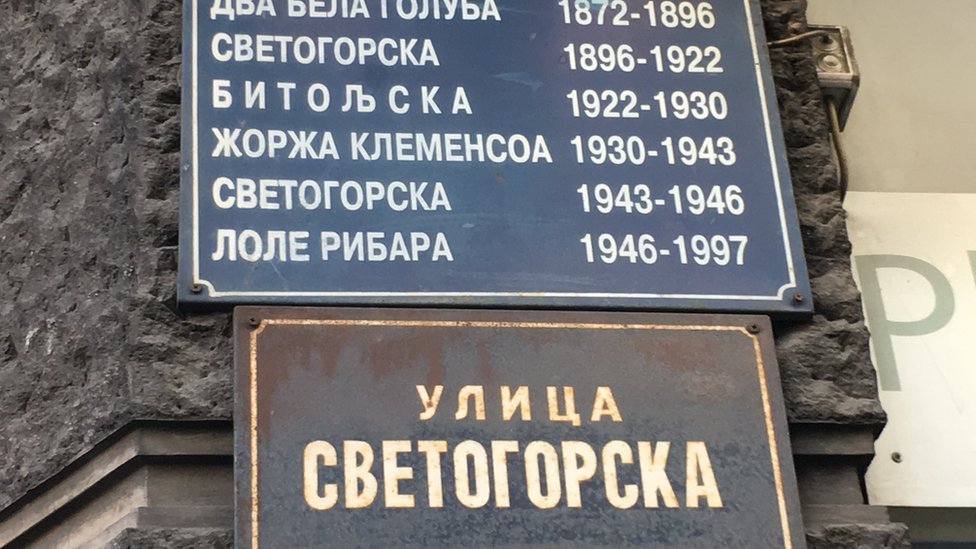 ДВА БЕЛА ГОЛУБА 1872-1896
СВЕТОГОРСКА 1896-1922
БИТОЉСКА 1922-1930
ЖОРЖА КЛЕМЕНСОА 1930-1943
СВЕТОГОРСКА 1943-1946
ЛОЛЕ РИБАРА 1946-1997
УЛИЦА
СВЕТОГОРСКА